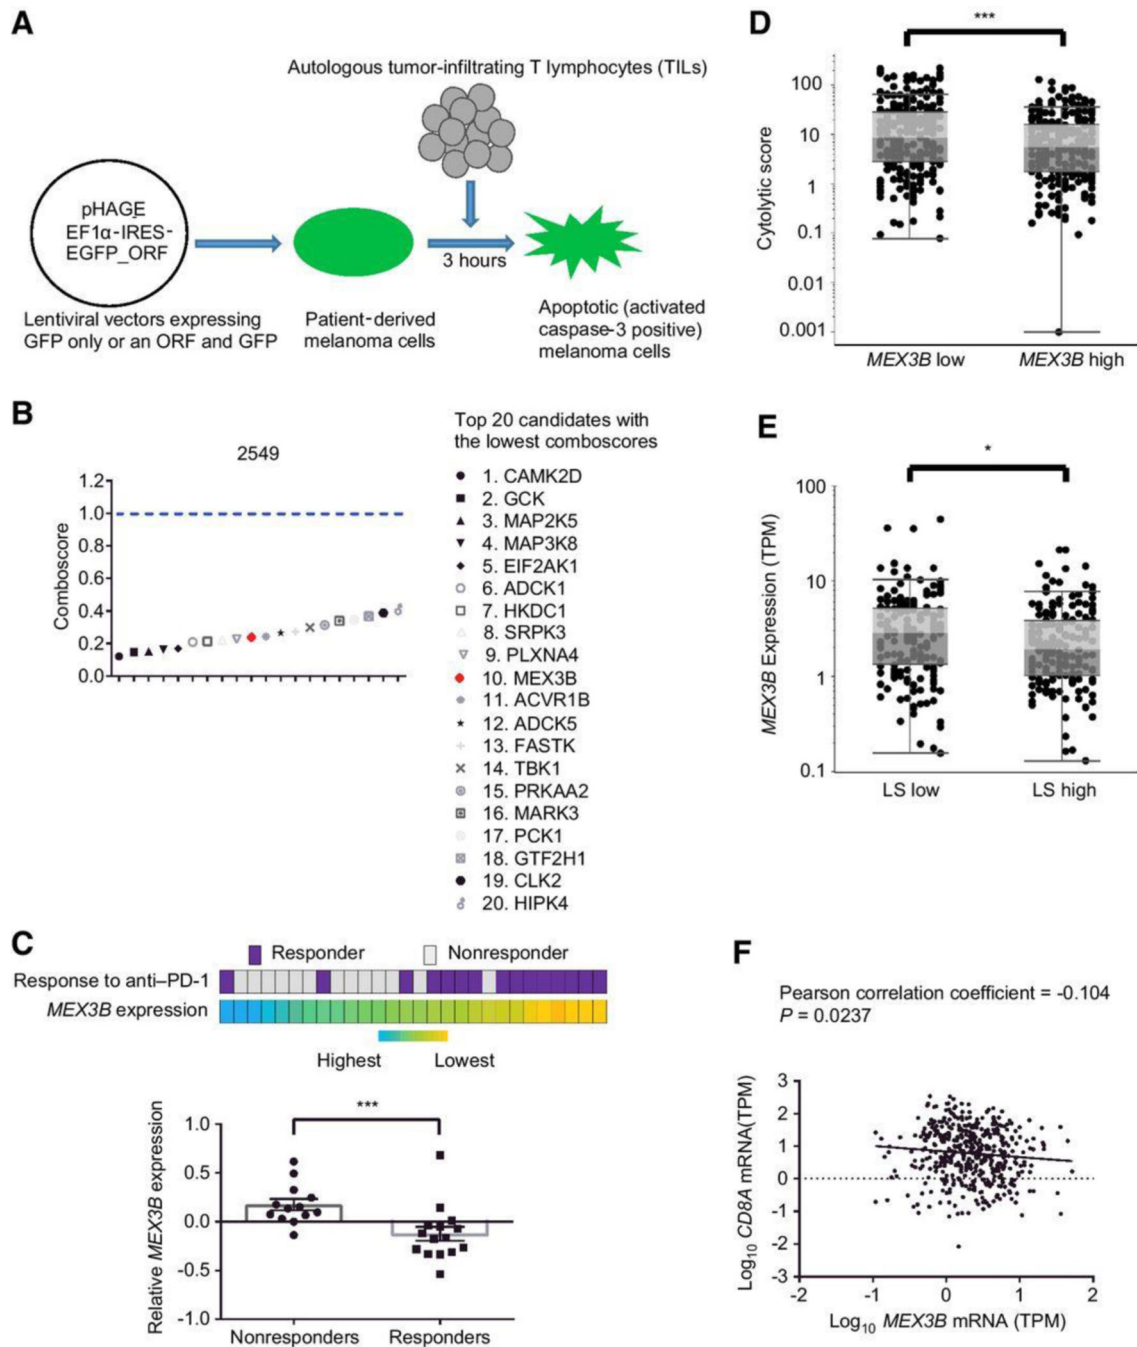 A
Autologous tumor-infiltrating T lymphocytes (TILs)
pHAGE
EF1α-IRES-
EGFP_ORF
3 hours
Lentiviral vectors expressing
GFP only or an ORF and GFP
Patient-derived
melanoma cells
Apoptotic (activated
caspase-3 positive)
melanoma cells
B
2549
Comboscore
1.2
1.0
0.8
0.6
0.4
0.2
0.0
Top 20 candidates with
the lowest comboscores
1. CAMK2D
2. GCK
3. MAP2K5
4. MAP3K8
5. EIF2AK1
6. ADCK1
7. HKDC1
8. SRPK3
9. PLXNA4
10. MEX3B
11. ACVR1B
12. ADCK5
13. FASTK
14. TBK1
15. PRKAA2
16. MARK3
17. PCK1
18. GTF2H1
19. CLK2
20. HIPK4
C
Responder Nonresponder
Response to anti–PD-1
MEX3B expression
Highest Lowest
***
Relative MEX3B expression
1.0
0.5
0.0
-0.5
-1.0
Nonresponders Responders
D
***
Cytolytic score
100
10
1
0.1
0.01
0.001
MEX3B low MEX3B high
E
*
MEX3B Expression (TPM)
100
10
1
0.1
LS low LS high
F
Pearson correlation coefficient = -0.104
P = 0.0237
Log10 CD8A mRNA(TPM)
3
2
1
0
-1
-2
-3
-2 -1 0 1 2
Log10 MEX3B mRNA (TPM)